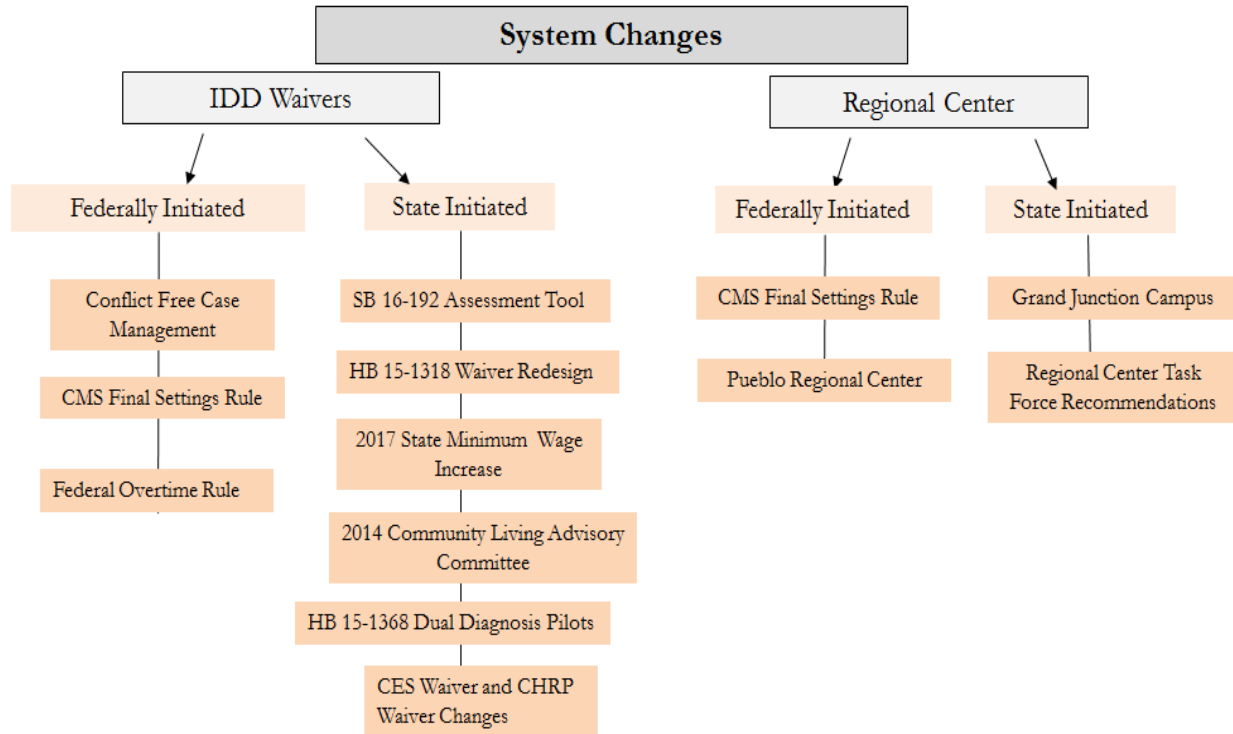 System Changes
IDD Waivers
Regional Center
Federally Initiated
State Initiated
Federally Initiated
State Initiated
Conflict Free Case
Management
CMS Final Settings Rule
Federal Overtime Rule
SB 16-192 Assessment Tool
HB 15-1318 Waiver Redesign
2017 State Minimum Wage
Increase
2014 Community Living Advisory
Committee
HB 15-1368 Dual Diagnosis Pilots
CES Waiver and CHRP
Waiver Changes
CMS Final Settings Rule
Pueblo Regional Center
Grand Junction Campus
Regional Center Task
Force Recommendations